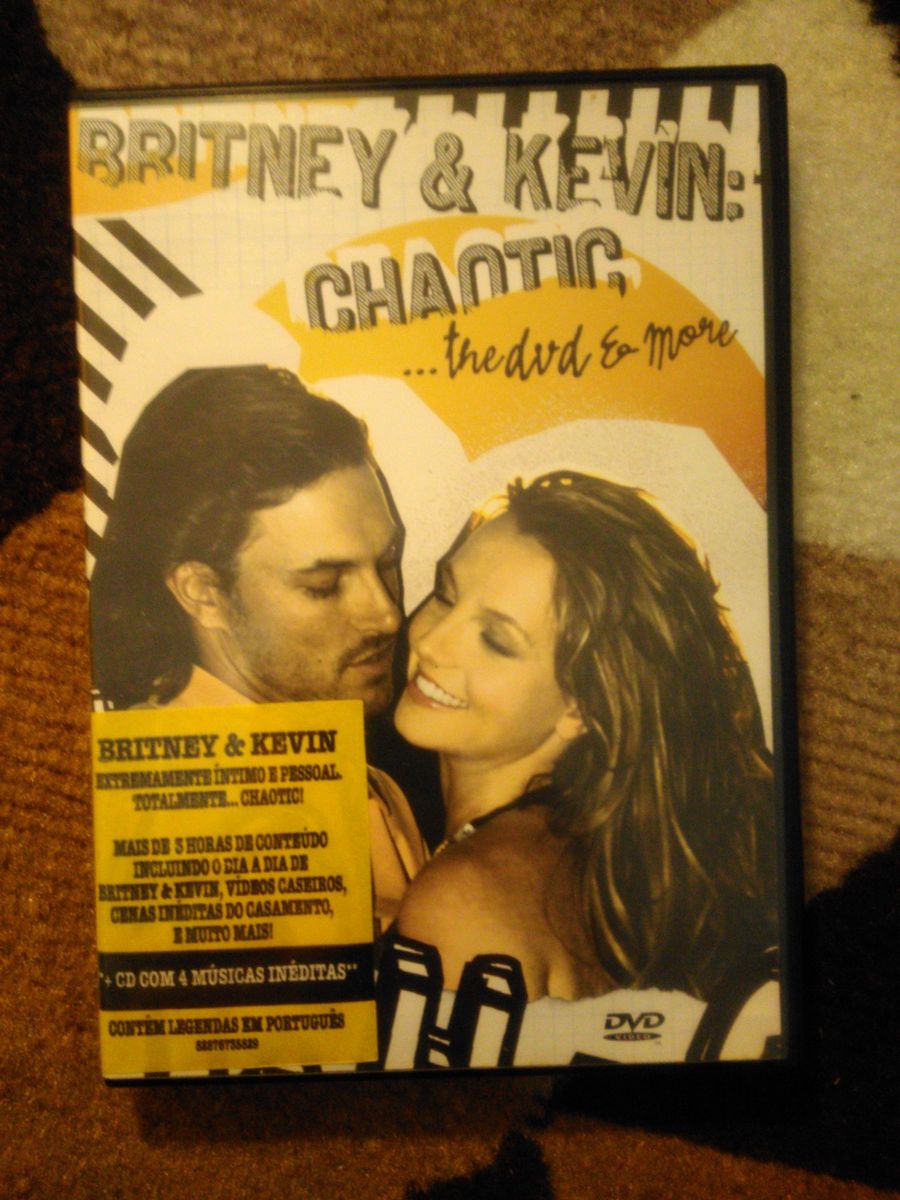 BRITNEY & KEVIN:
CHAOTIC
...the dvd & more
BRITNEY & KEVIN
EXTREMAMENTE ÍNTIMO E PESSOAL.
TOTALMENTE... CHAOTIC!
MAIS DE 3 HORAS DE CONTEÚDO
INCLUINDO O DIA A DIA DE
BRITNEY & KEVIN, VÍDEOS CASEIROS,
CENAS INÉDITAS DO CASAMENTO,
E MUITO MAIS!
"+ CD COM 4 MÚSICAS INÉDITAS"
CONTÉM LEGENDAS EM PORTUGUÊS
DVD
VIDEO